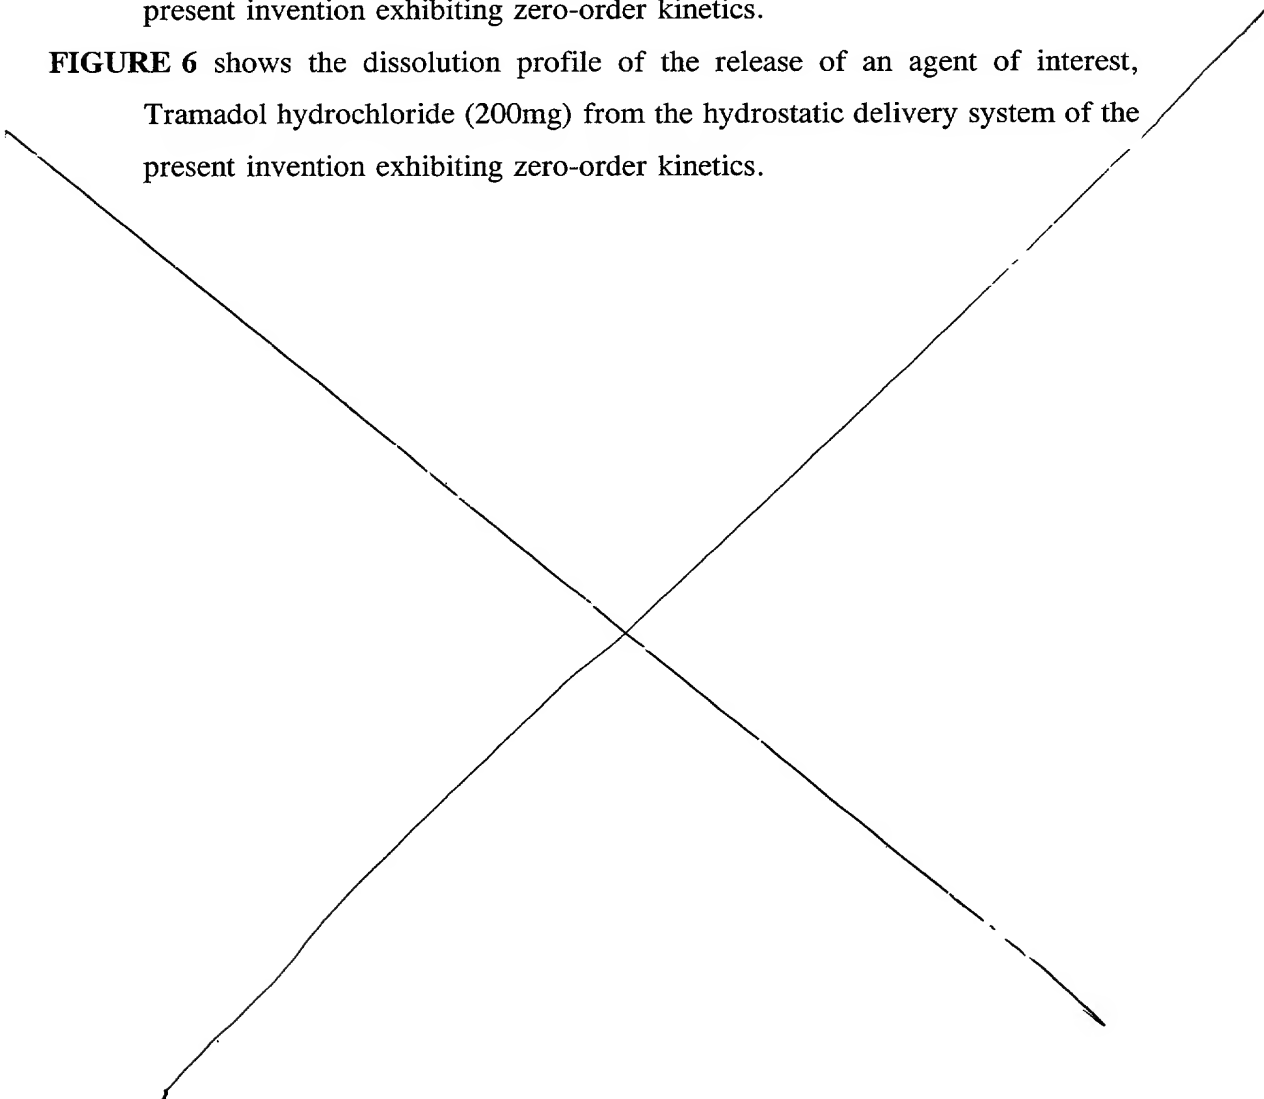 present invention exhibiting zero-order kinetics.
FIGURE 6 shows the dissolution profile of the release of an agent of interest,
Tramadol hydrochloride (200mg) from the hydrostatic delivery system of the
present invention exhibiting zero-order kinetics.